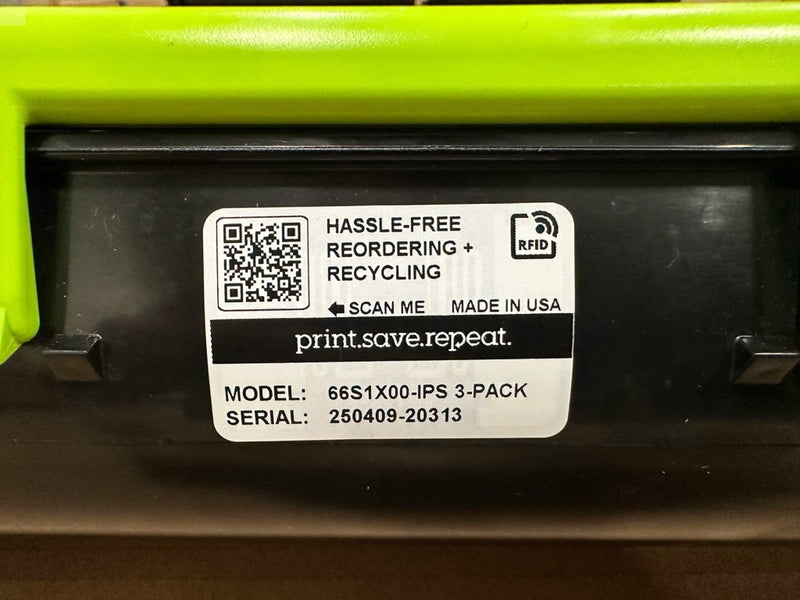 HASSLE-FREE
REORDERING +
RECYCLING
RFID
SCAN ME MADE IN USA
print.save.repeat.
MODEL: 66S1X00-IPS 3-PACK
SERIAL: 250409-20313